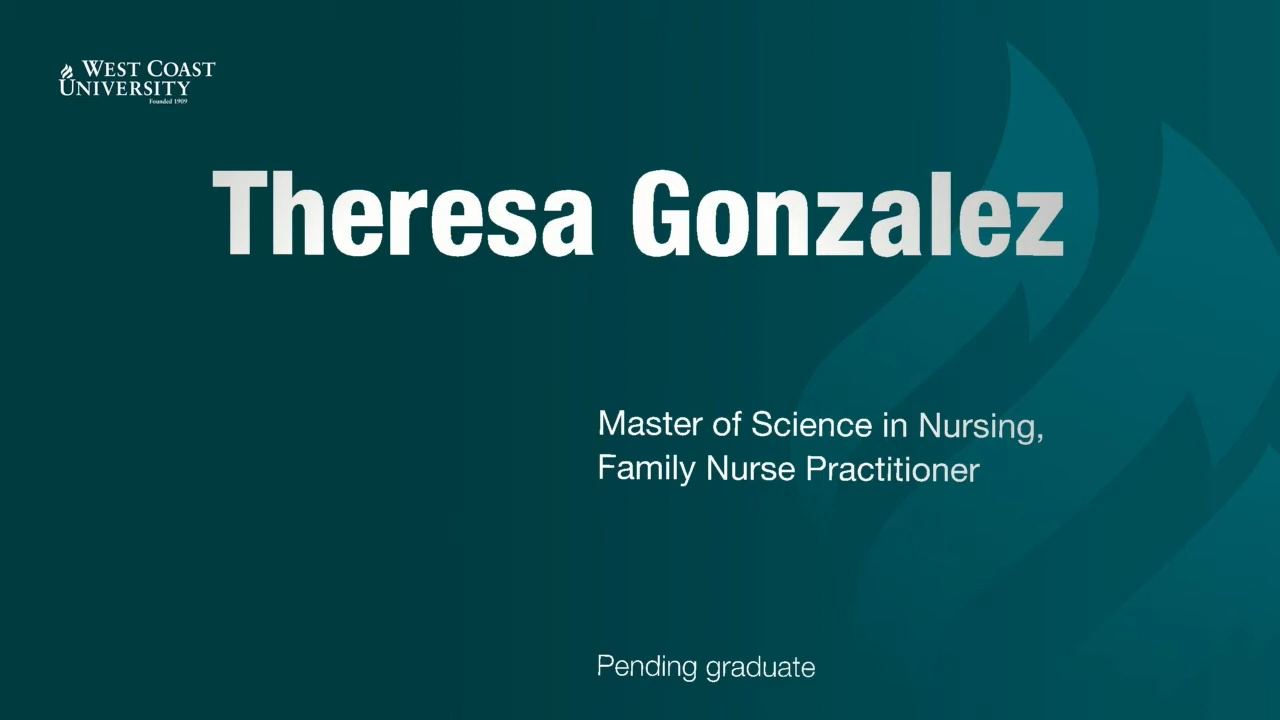 WEST COAST
UNIVERSITY
Founded 1909
Theresa Gonzalez
Master of Science in Nursing,
Family Nurse Practitioner
Pending graduate